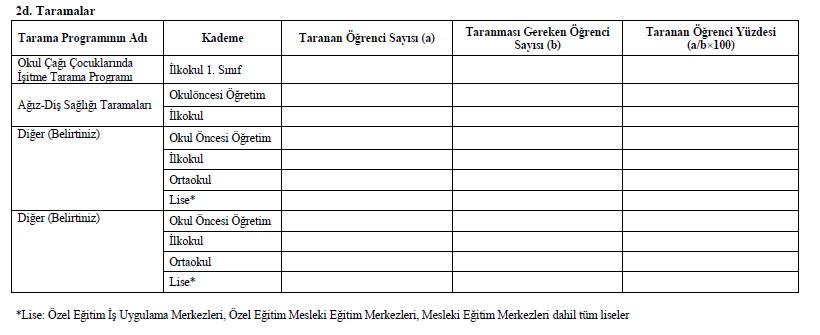 2d. Taramalar
Tarama Programının Adı Kademe Taranan Öğrenci Sayısı (a) Taranması Gereken Öğrenci Sayısı (b) Taranan Öğrenci Yüzdesi (a/b×100)
Okul Çağı Çocuklarında İşitme Tarama Programı İlkokul 1. Sınıf
Ağız-Diş Sağlığı Taramaları Okulöncesi Öğretim
İlkokul
Diğer (Belirtiniz) Okul Öncesi Öğretim
İlkokul
Ortaokul
Lise*
Diğer (Belirtiniz) Okul Öncesi Öğretim
İlkokul
Ortaokul
Lise*
*Lise: Özel Eğitim İş Uygulama Merkezleri, Özel Eğitim Mesleki Eğitim Merkezleri, Mesleki Eğitim Merkezleri dahil tüm liseler